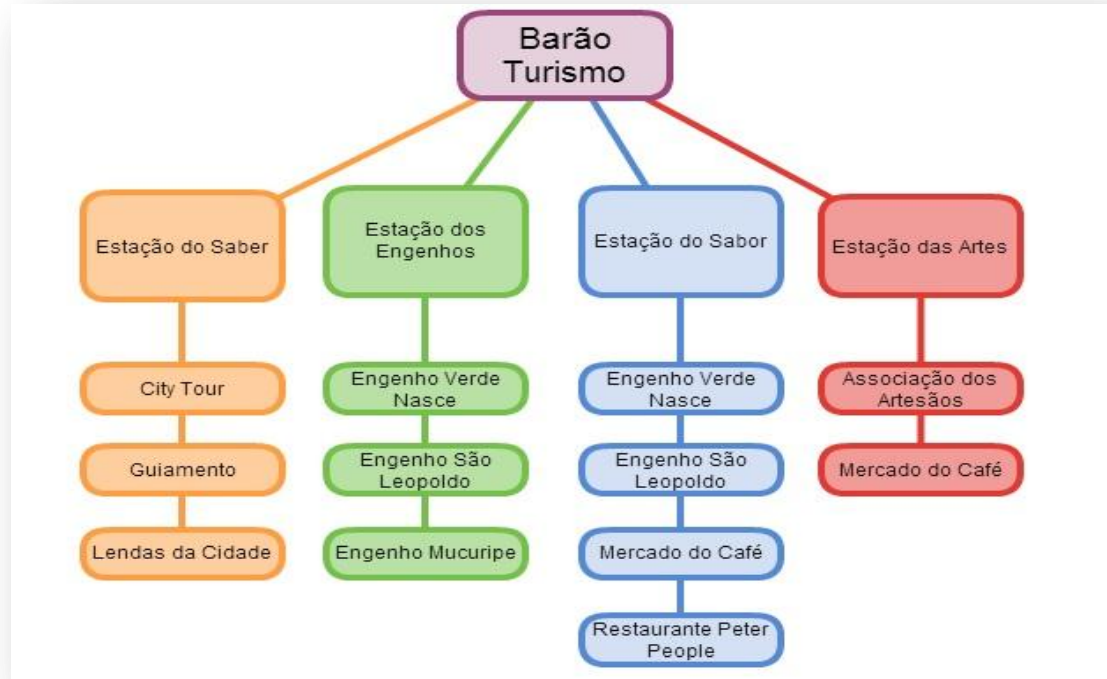 Barão
Turismo
Estação do Saber
Estação dos
Engenhos
Estação do Sabor
Estação das Artes
City Tour
Guiamento
Lendas da Cidade
Engenho Verde
Nasce
Engenho São
Leopoldo
Engenho Mucuripe
Engenho Verde
Nasce
Engenho São
Leopoldo
Mercado do Café
Restaurante Peter
People
Associação dos
Artesãos
Mercado do Café